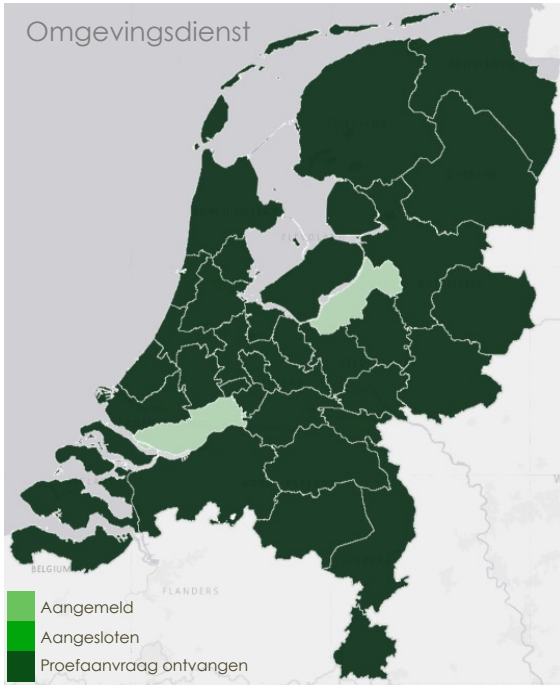 Omgevingsdienst
BELGIUM
FLANDERS
Aangemeld
Aangesloten
Proefaanvraag ontvangen